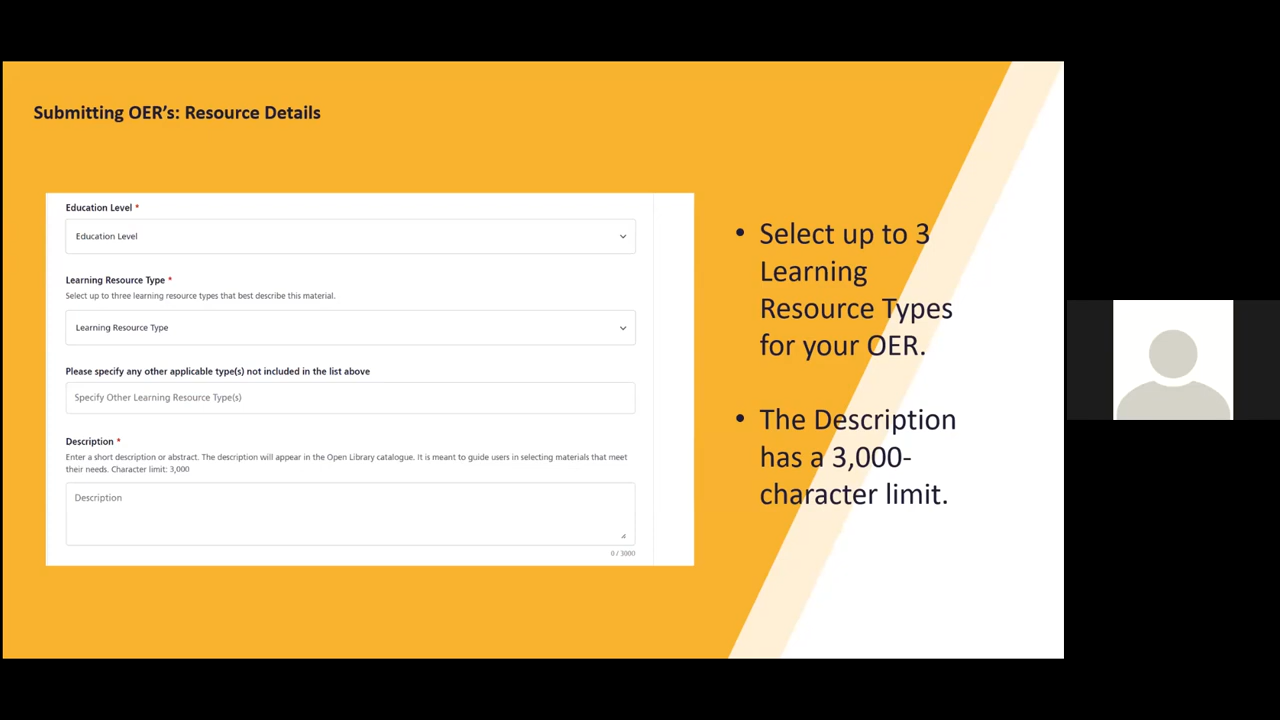 Submitting OER's: Resource Details
Education Level *
Education Level
Learning Resource Type *
Select up to three learning resource types that best describe this material.
Learning Resource Type
Please specify any other applicable type(s) not included in the list above
Specify Other Learning Resource Type(s)
Description *
Enter a short description or abstract. The description will appear in the Open Library catalogue. It is meant to guide users in selecting materials that meet
their needs. Character limit: 3,000
Description
0 / 3000
• Select up to 3
Learning
Resource Types
for your OER.
• The Description
has a 3,000-
character limit.